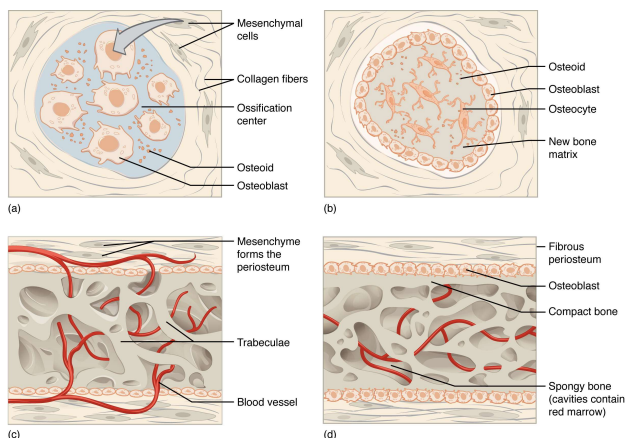 Mesenchymal
cells
Collagen fibers
Ossification
center
Osteoid
Osteoblast
(a)
Osteoid
Osteoblast
Osteocyte
New bone
matrix
(b)
Mesenchyme
forms the
periosteum
Trabeculae
Blood vessel
(c)
Fibrous
periosteum
Osteoblast
Compact bone
Spongy bone
(cavities contain
red marrow)
(d)